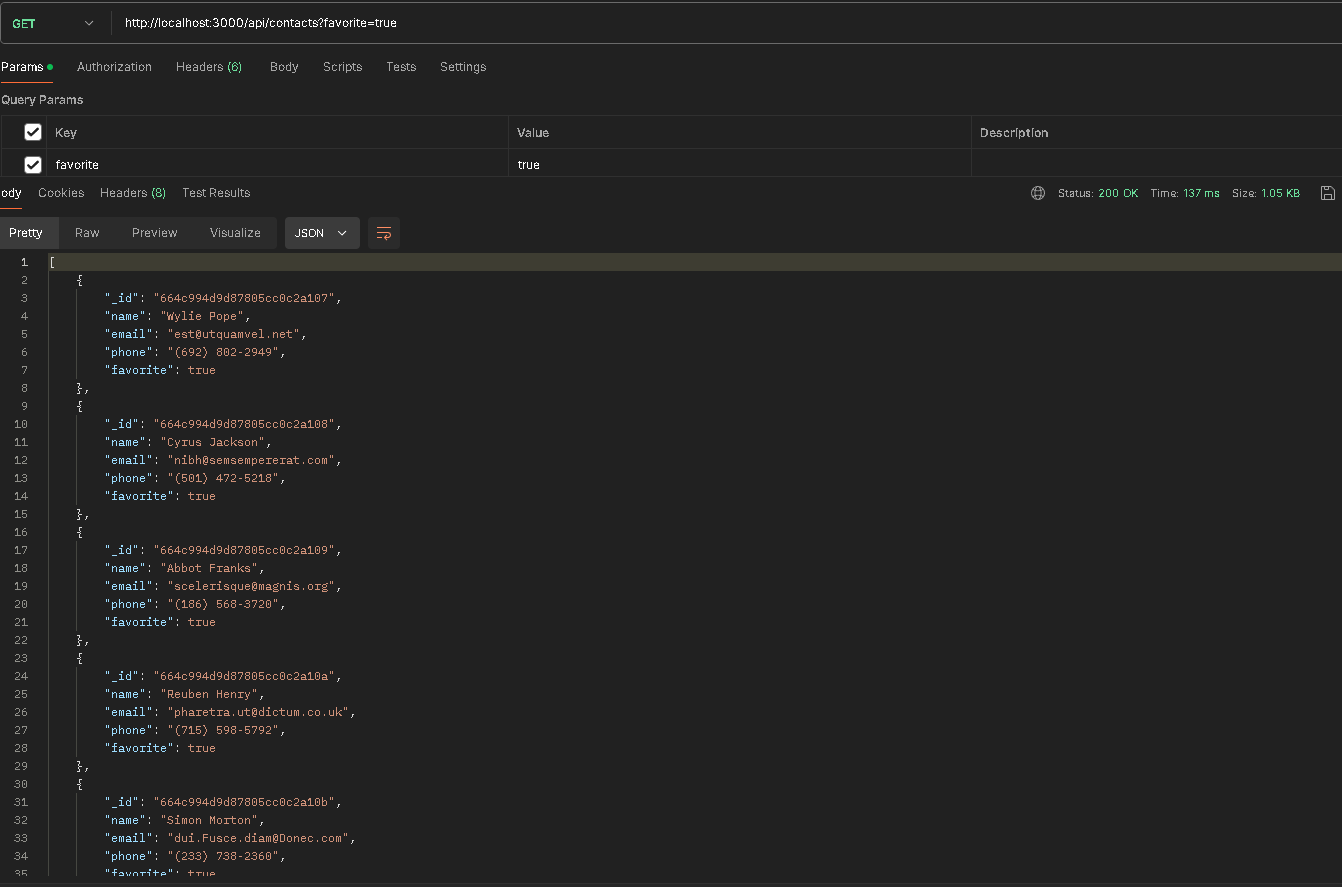 GET http://localhost:3000/api/contacts?favorite=true
Params Authorization Headers (6) Body Scripts Tests Settings
Query Params
Key Value Description
favorite true
ody Cookies Headers (8) Test Results Status: 200 OK Time: 137 ms Size: 1.05 KB
Pretty Raw Preview Visualize JSON
1 [
2 {
3 "_id": "664c994d9d87805cc0c2a107",
4 "name": "Wylie Pope",
5 "email": "est@utquamvel.net",
6 "phone": "(692) 802-2949",
7 "favorite": true
8 },
9 {
10 "_id": "664c994d9d87805cc0c2a108",
11 "name": "Cyrus Jackson",
12 "email": "nibh@semsempererat.com",
13 "phone": "(501) 472-5218",
14 "favorite": true
15 },
16 {
17 "_id": "664c994d9d87805cc0c2a109",
18 "name": "Abbot Franks",
19 "email": "scelerisque@magnis.org",
20 "phone": "(186) 568-3720",
21 "favorite": true
22 },
23 {
24 "_id": "664c994d9d87805cc0c2a10a",
25 "name": "Reuben Henry",
26 "email": "pharetra.ut@dictum.co.uk",
27 "phone": "(715) 598-5792",
28 "favorite": true
29 },
30 {
31 "_id": "664c994d9d87805cc0c2a10b",
32 "name": "Simon Morton",
33 "email": "dui.Fusce.diam@Donec.com",
34 "phone": "(233) 738-2360",
35 "favorite": true